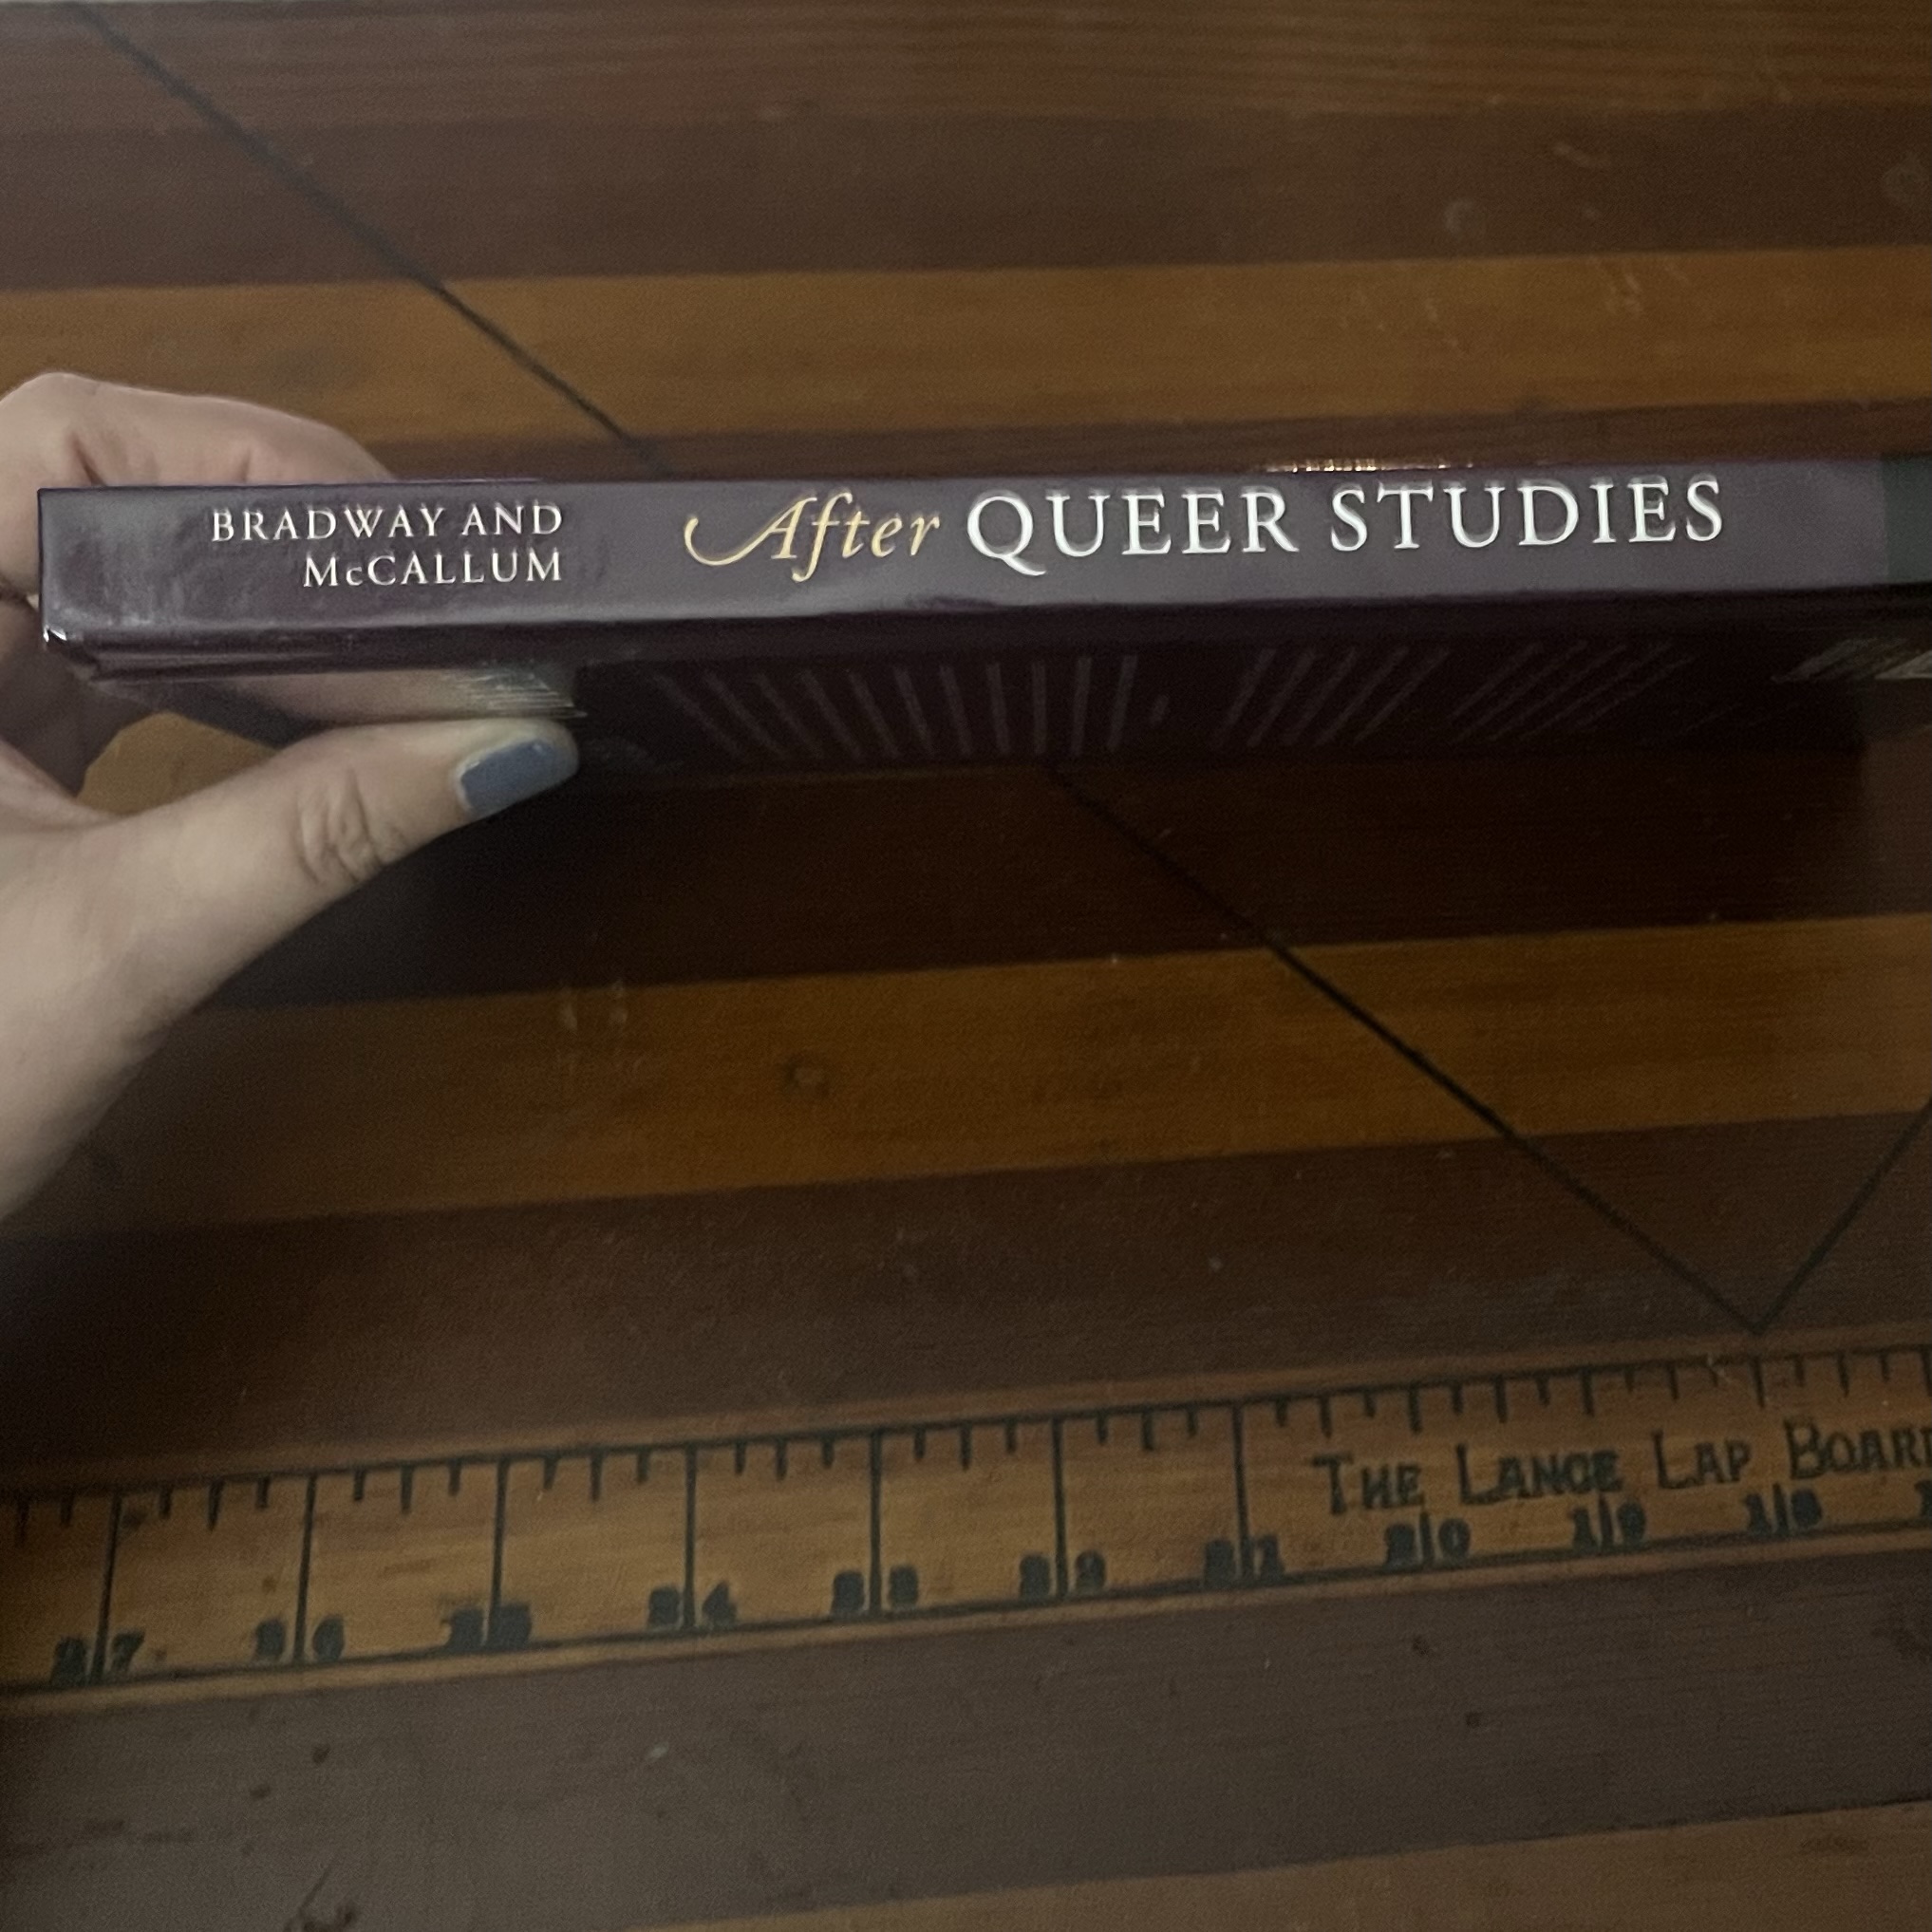 BRADWAY AND
McCALLUM
After QUEER STUDIES
THE LANGE LAP BOARD
27 26 25 24 23 22 21 20 19 18